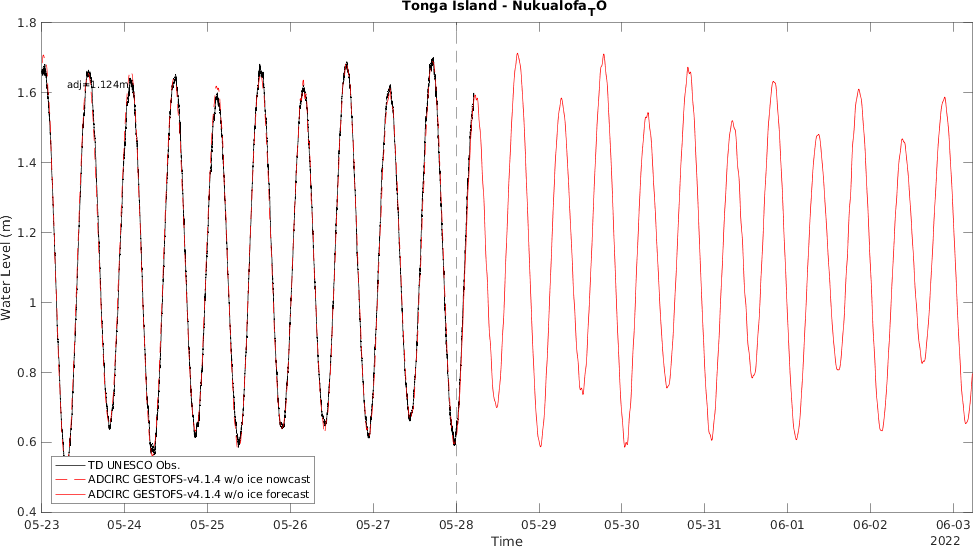 Tonga Island - Nukualofa_TO
adj=1.124m
Water Level (m)
1.8
1.6
1.4
1.2
1
0.8
0.6
0.4
TD UNESCO Obs.
ADCIRC GESTOFS-v4.1.4 w/o ice nowcast
ADCIRC GESTOFS-v4.1.4 w/o ice forecast
05-23 05-24 05-25 05-26 05-27 05-28 05-29 05-30 05-31 06-01 06-02 06-03
Time
2022